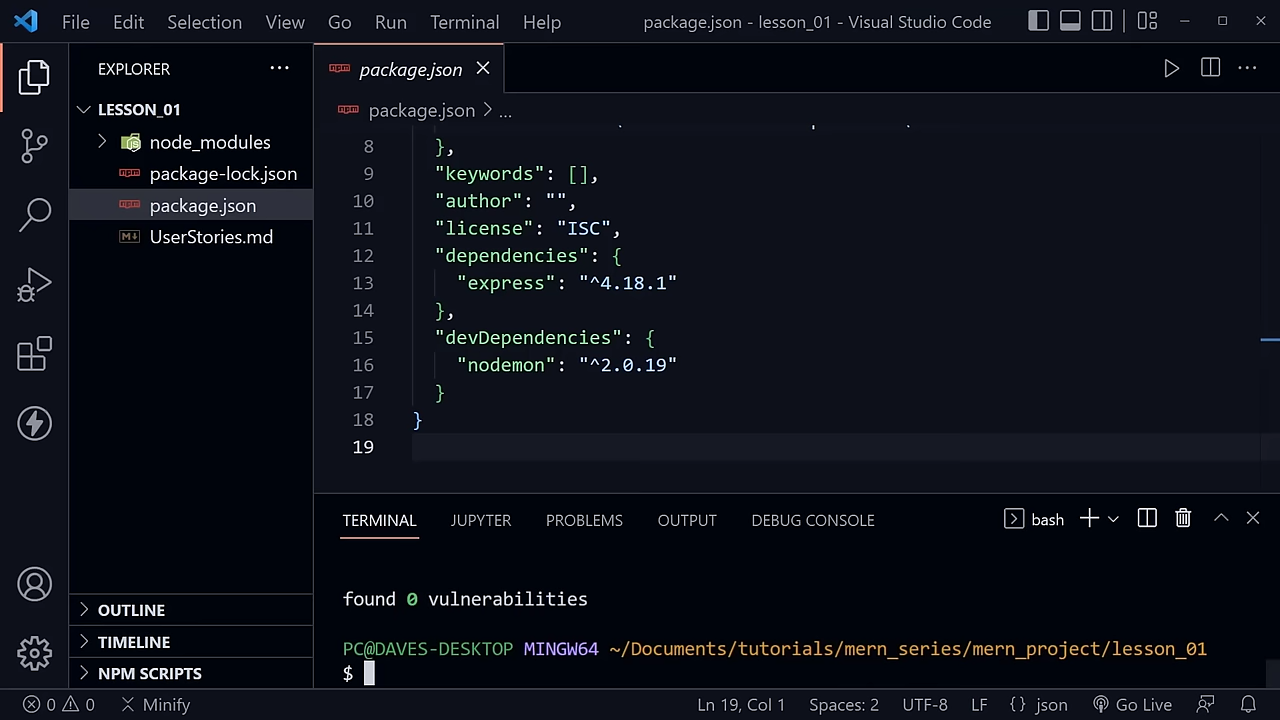 File Edit Selection View Go Run Terminal Help package.json - lesson_01 - Visual Studio Code
EXPLORER
LESSON_01
node_modules
package-lock.json
package.json
UserStories.md
OUTLINE
TIMELINE
NPM SCRIPTS
package.json
package.json > ...
8 },
9 "keywords": [],
10 "author": "",
11 "license": "ISC",
12 "dependencies": {
13 "express": "^4.18.1"
14 },
15 "devDependencies": {
16 "nodemon": "^2.0.19"
17 }
18 }
19
TERMINAL JUPYTER PROBLEMS OUTPUT DEBUG CONSOLE bash
found 0 vulnerabilities
PC@DAVES-DESKTOP MINGW64 ~/Documents/tutorials/mern_series/mern_project/lesson_01
$
0 0 Minify Ln 19, Col 1 Spaces: 2 UTF-8 LF {} json Go Live